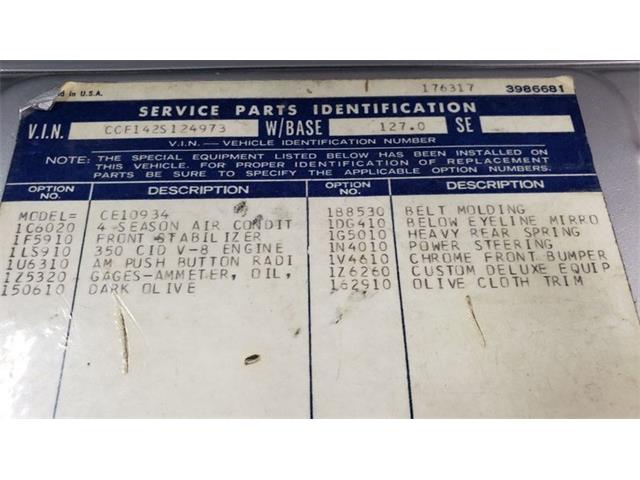 d in U.S.A. 176317 3986681
SERVICE PARTS IDENTIFICATION
V.I.N. CCE142S124973 W/BASE 127.0 SE
V.I.N. — VEHICLE IDENTIFICATION NUMBER
NOTE: THE SPECIAL EQUIPMENT LISTED BELOW HAS BEEN INSTALLED ON
THIS VEHICLE. FOR PROPER IDENTIFICATION OF REPLACEMENT
PARTS BE SURE TO SPECIFY THE APPLICABLE OPTION NUMBERS.
OPTION NO. DESCRIPTION OPTION NO. DESCRIPTION
MODEL= CE10934 188530 BELT MOLDING
1C6020 4-SEASON AIR CONDIT 1DG410 BELOW EYELINE MIRRO
1F5910 FRONT STABILIZER 1G5010 HEAVY REAR SPRING
1LS910 350 CID V-8 ENGINE 1N4010 POWER STEERING
1U6310 AM PUSH BUTTON RADI 1V4610 CHROME FRONT BUMPER
1Z5320 GAGES-AMMETER, OIL, 1Z6260 CUSTOM DELUXE EQUIP
150610 DARK OLIVE 162910 OLIVE CLOTH TRIM